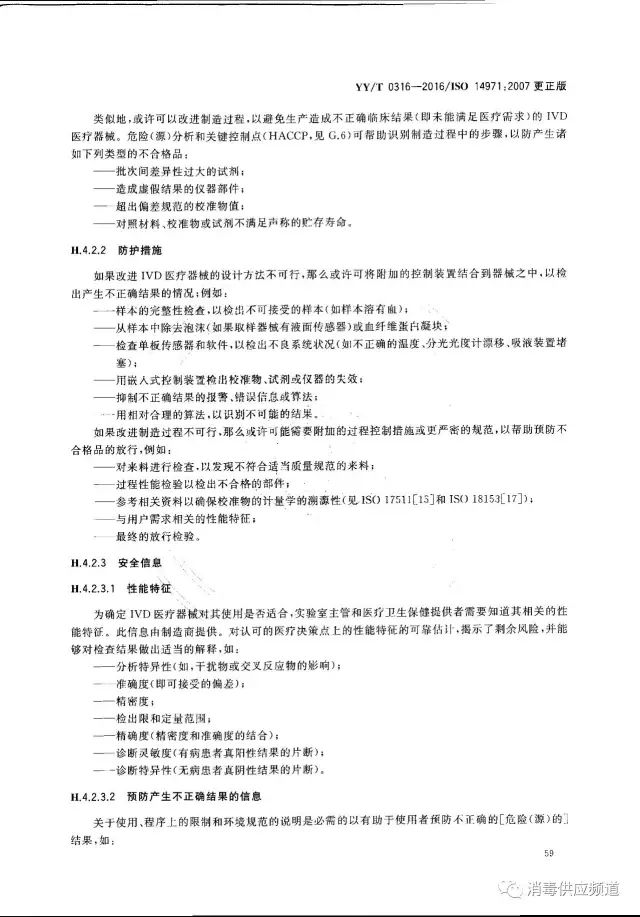 YY/T 0316—2016/ISO 14971:2007 更正版
类似地,或许可以改进制造过程,以避免生产造成不正确临床结果(即未能满足医疗需求)的 IVD
医疗器械。危险(源)分析和关键控制点(HACCP,见 G.6)可帮助识别制造过程中的步骤,以防产生诸
如下列类型的不合格品:
——批次间差异性过大的试剂;
——造成虚假结果的仪器部件;
——超出偏差规范的校准物值;
——对照材料、校准物或试剂不满足声称的贮存寿命。
H.4.2.2 防护措施
如果改进 IVD 医疗器械的设计方法不可行,那么或许可将附加的控制装置结合到器械之中,以检
出产生不正确结果的情况;例如:
——样本的完整性检查,以检出不可接受的样本(如样本溶有血);
——从样本中除去泡沫(如果取样器械有液面传感器)或血纤维蛋白凝块;
——检查单板传感器和软件,以检出不良系统状况(如不正确的温度、分光光度计漂移、吸液装置堵
塞);
——用嵌入式控制装置检出校准物、试剂或仪器的失效;
——抑制不正确结果的报警、错误信息或算法;
——用相对合理的算法,以识别不可能的结果。
如果改进制造过程不可行,那么或许可能需要附加的过程控制措施或更严密的规范,以帮助预防不
合格品的放行,例如:
——对来料进行检查,以发现不符合适当质量规范的来料;
——过程性能检验以检出不合格的部件;
——参考相关资料以确保校准物的计量学的溯源性(见 ISO 17511[15]和 ISO 18153[17]);
——与用户需求相关的性能特征;
——最终的放行检验。
H.4.2.3 安全信息
H.4.2.3.1 性能特征
为确定 IVD 医疗器械对其使用是否适合,实验室主管和医疗卫生保健提供者需要知道其相关的性
能特征。此信息由制造商提供。对认可的医疗决策点上的性能特征的可靠估计,揭示了剩余风险,并能
够对检查结果做出适当的解释,如:
——分析特异性(如,干扰物或交叉反应物的影响);
——准确度(即可接受的偏差);
——精密度;
——检出限和定量范围;
——精确度(精密度和准确度的结合);
——诊断灵敏度(有病患者真阳性结果的片断);
——诊断特异性(无病患者真阴性结果的片断)。
H.4.2.3.2 预防产生不正确结果的信息
关于使用、程序上的限制和环境规范的说明是必需的以有助于使用者预防不正确的[危险(源)的]
结果,如:
59
消毒供应频道